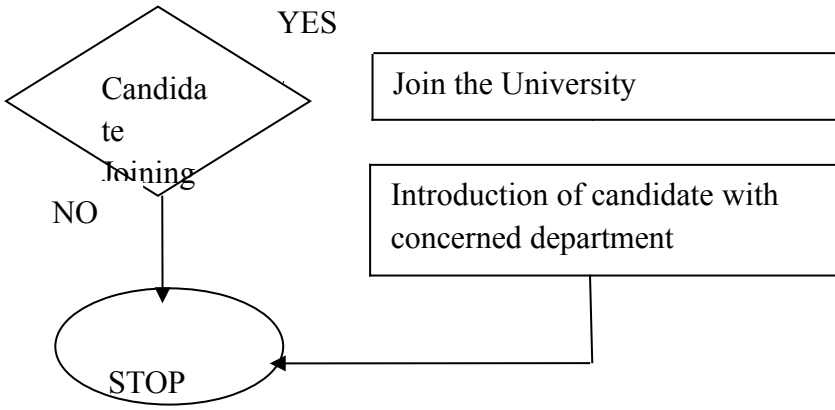 YES
Candida
te
Joining
Join the University
NO
Introduction of candidate with
concerned department
STOP